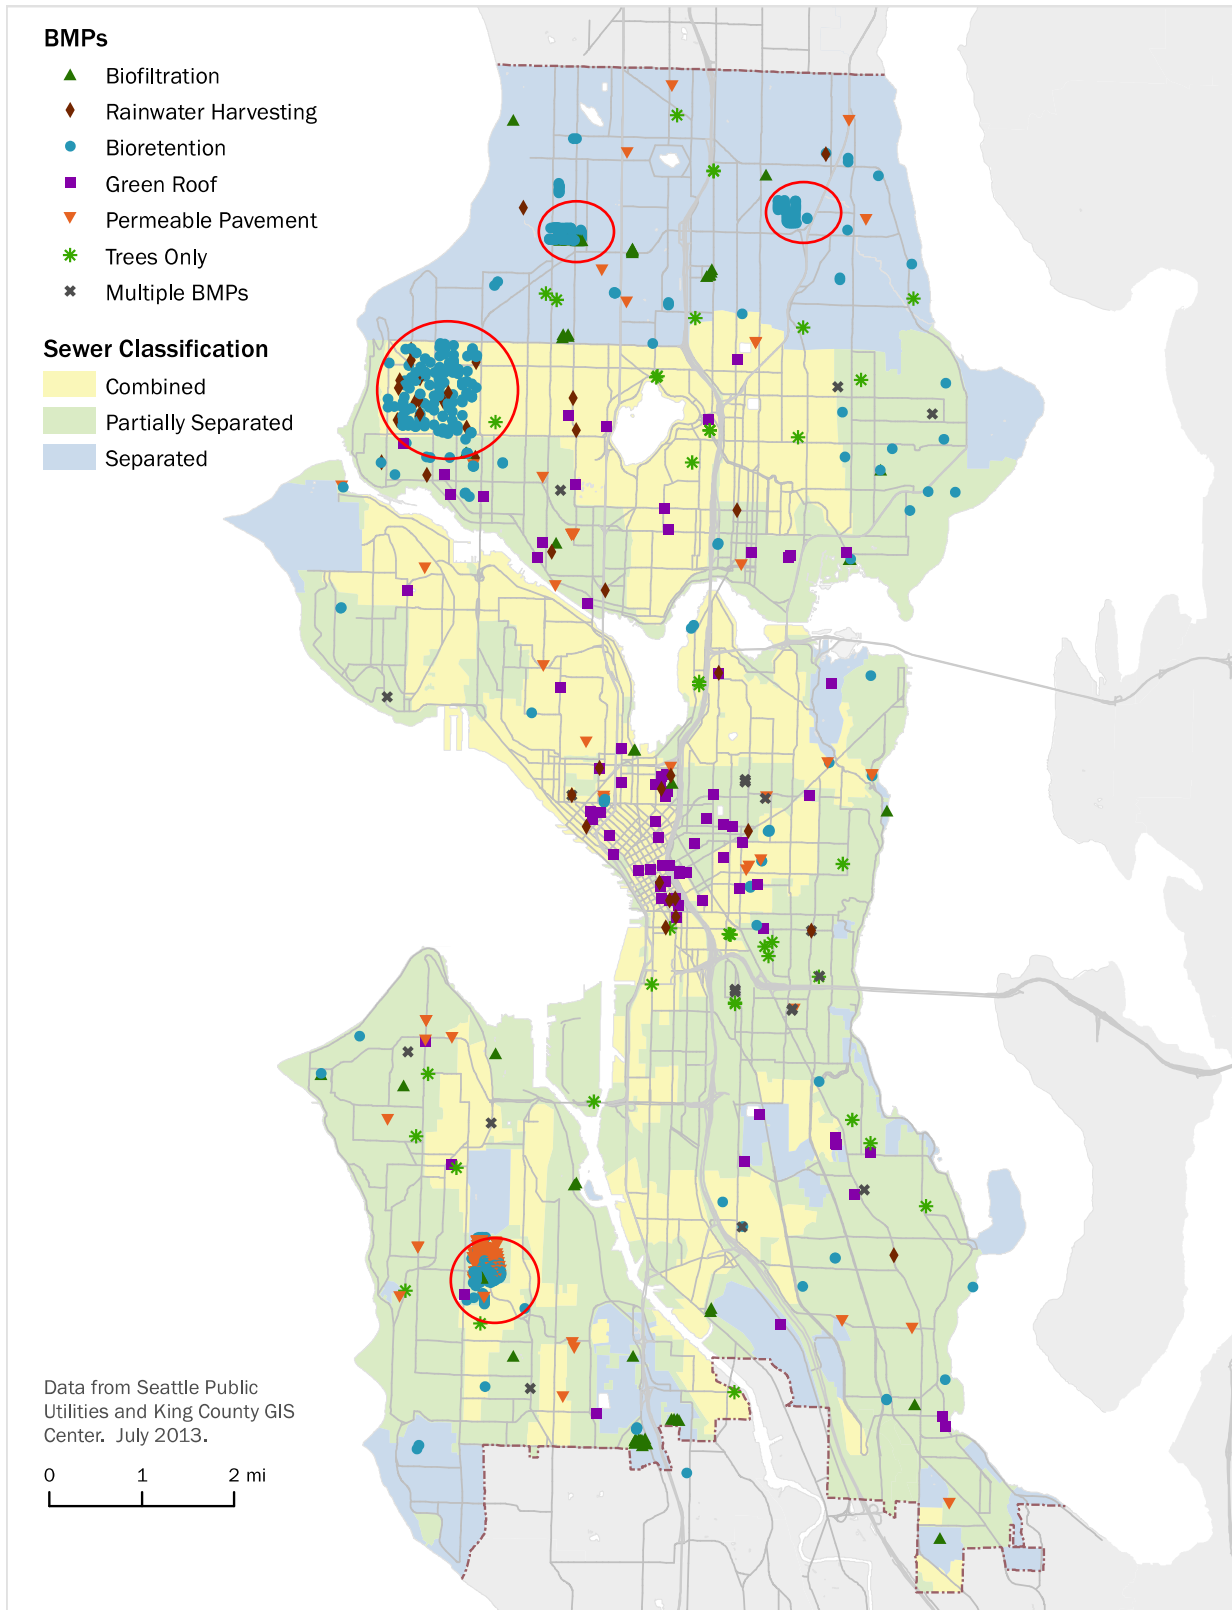 BMPs
Biofiltration
Rainwater Harvesting
Bioretention
Green Roof
Permeable Pavement
Trees Only
Multiple BMPs
Sewer Classification
Combined
Partially Separated
Separated
Data from Seattle Public
Utilities and King County GIS
Center. July 2013.
0 1 2 mi